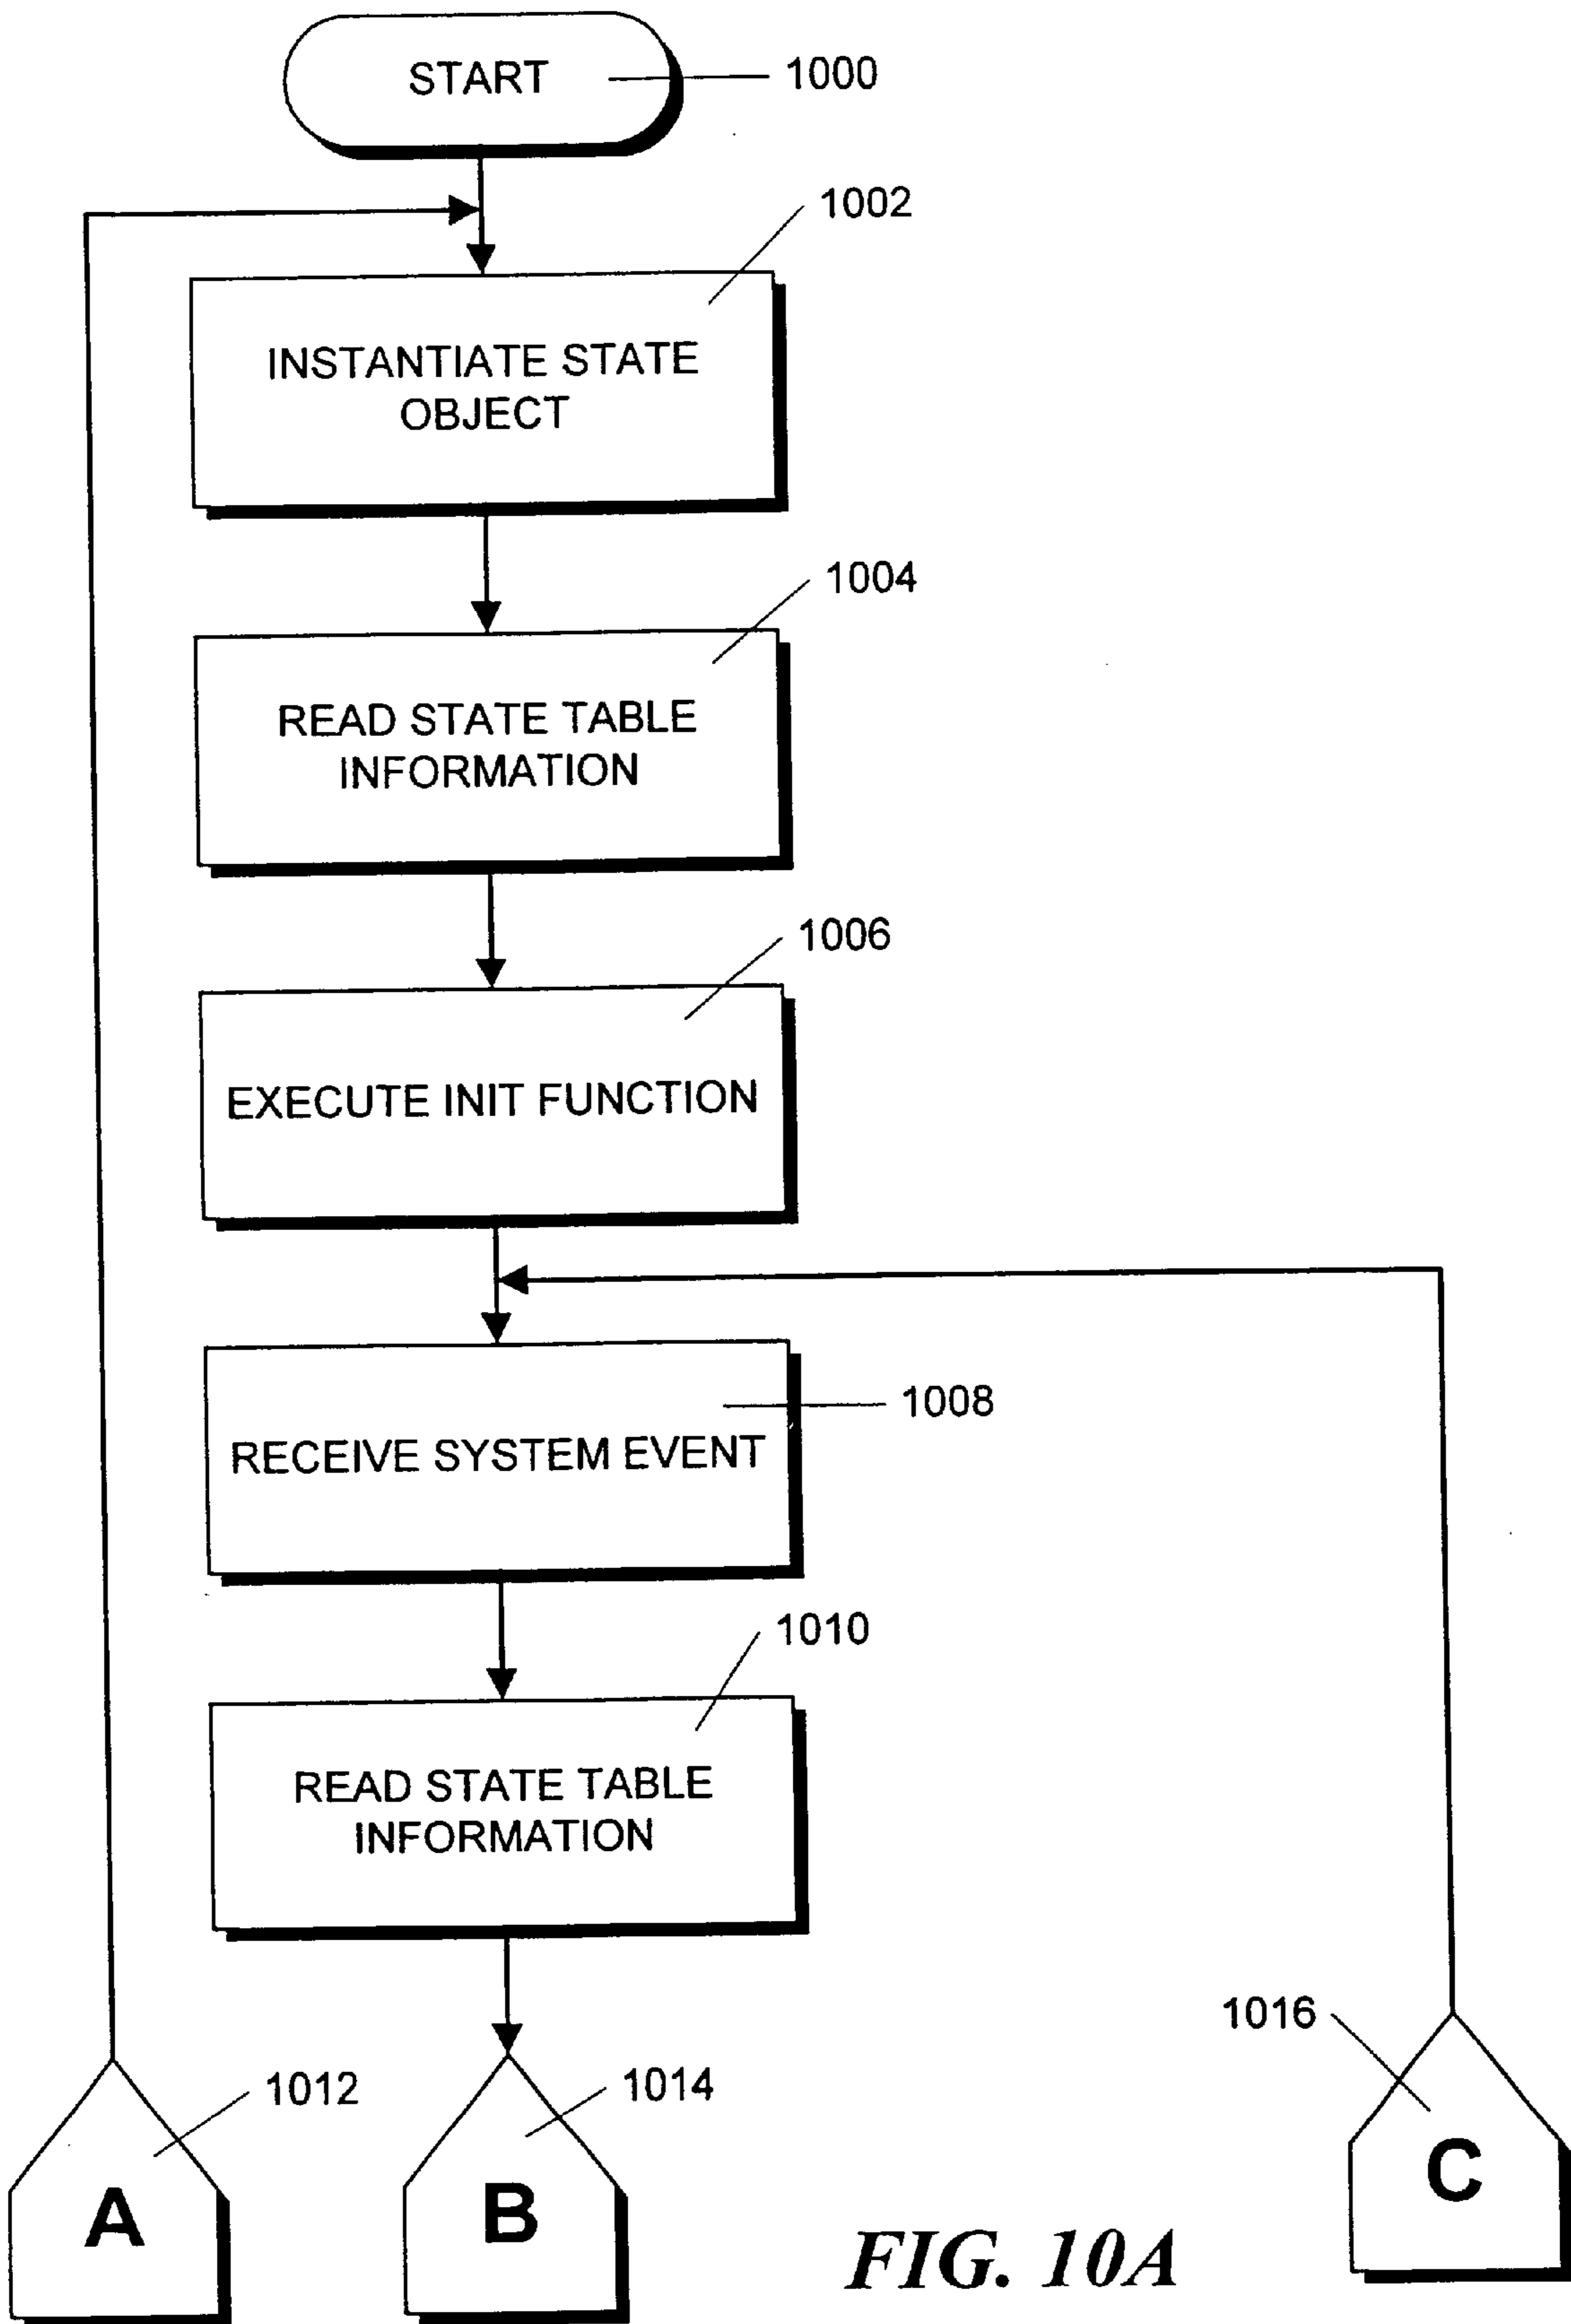 START
1000
1002
INSTANTIATE STATE
OBJECT
1004
READ STATE TABLE
INFORMATION
1006
EXECUTE INIT FUNCTION
1008
RECEIVE SYSTEM EVENT
1010
READ STATE TABLE
INFORMATION
1012
A
1014
B
1016
C
FIG. 10A